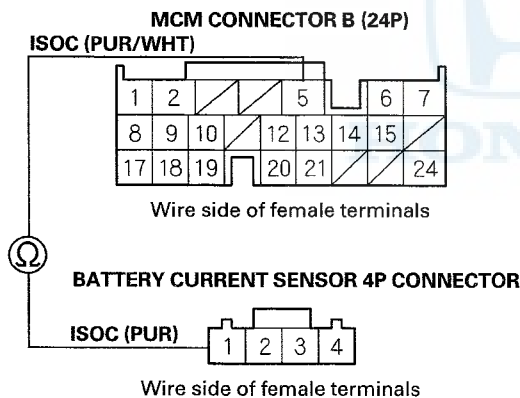 MCM CONNECTOR B (24P)
ISOC (PUR/WHT)
1 2 5 6 7
8 9 10 12 13 14 15
17 18 19 20 21 24
Wire side of female terminals
Ω
BATTERY CURRENT SENSOR 4P CONNECTOR
ISOC (PUR)
1 2 3 4
Wire side of female terminals